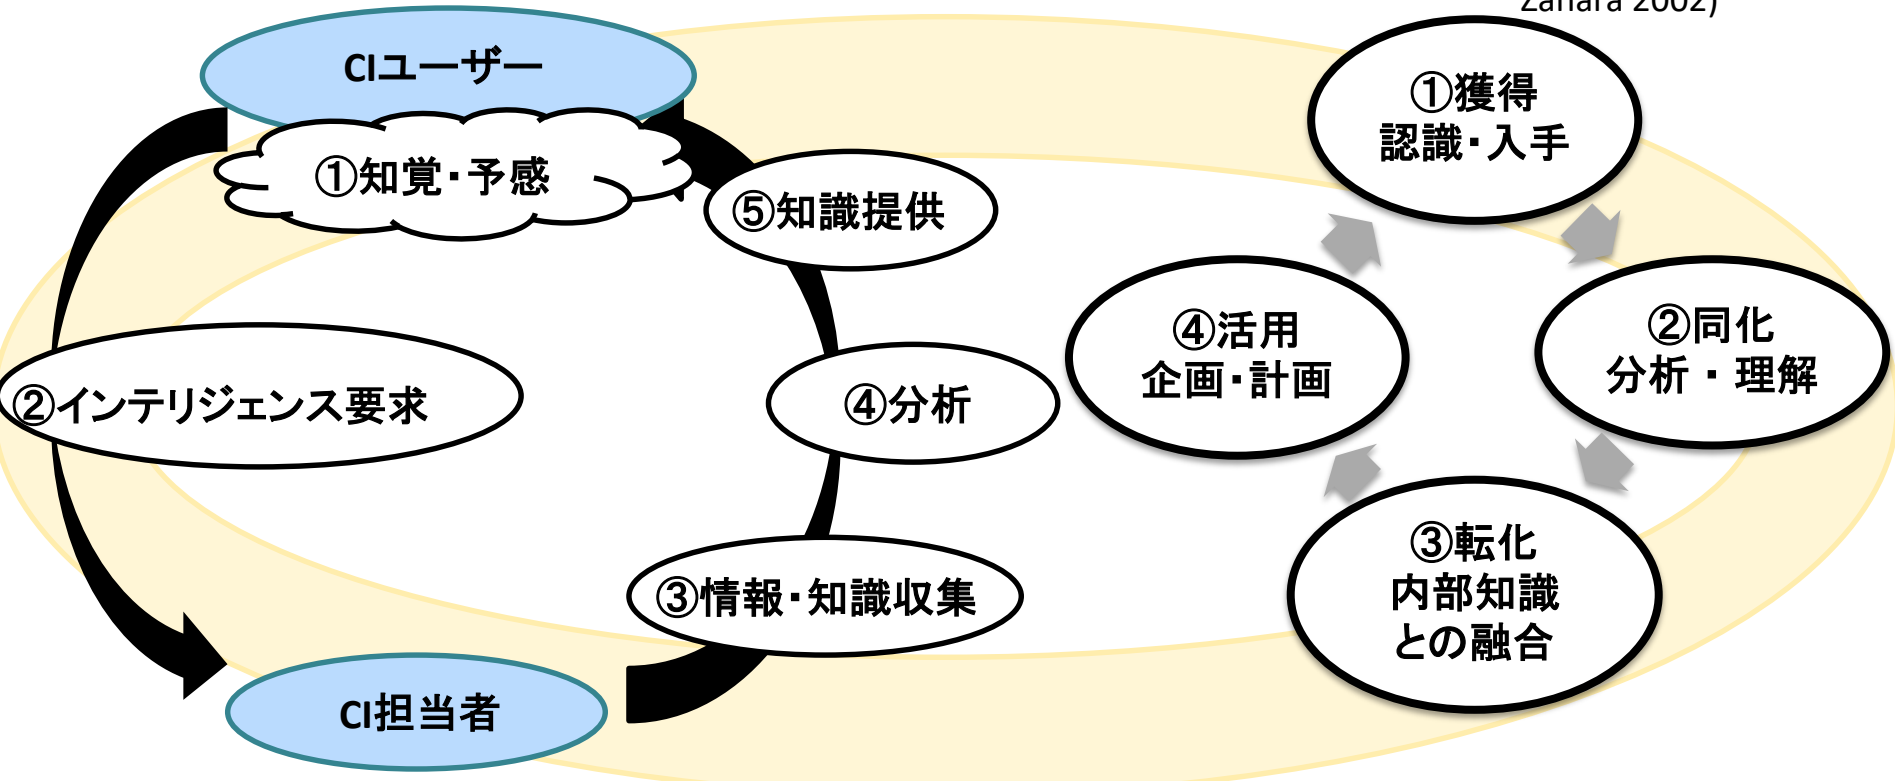 Zahara 2002)
CIユーザー
①知覚・予感
②インテリジェンス要求
CI担当者
③情報・知識収集
④分析
⑤知識提供
①獲得
認識・入手
②同化
分析・理解
③転化
内部知識
との融合
④活用
企画・計画